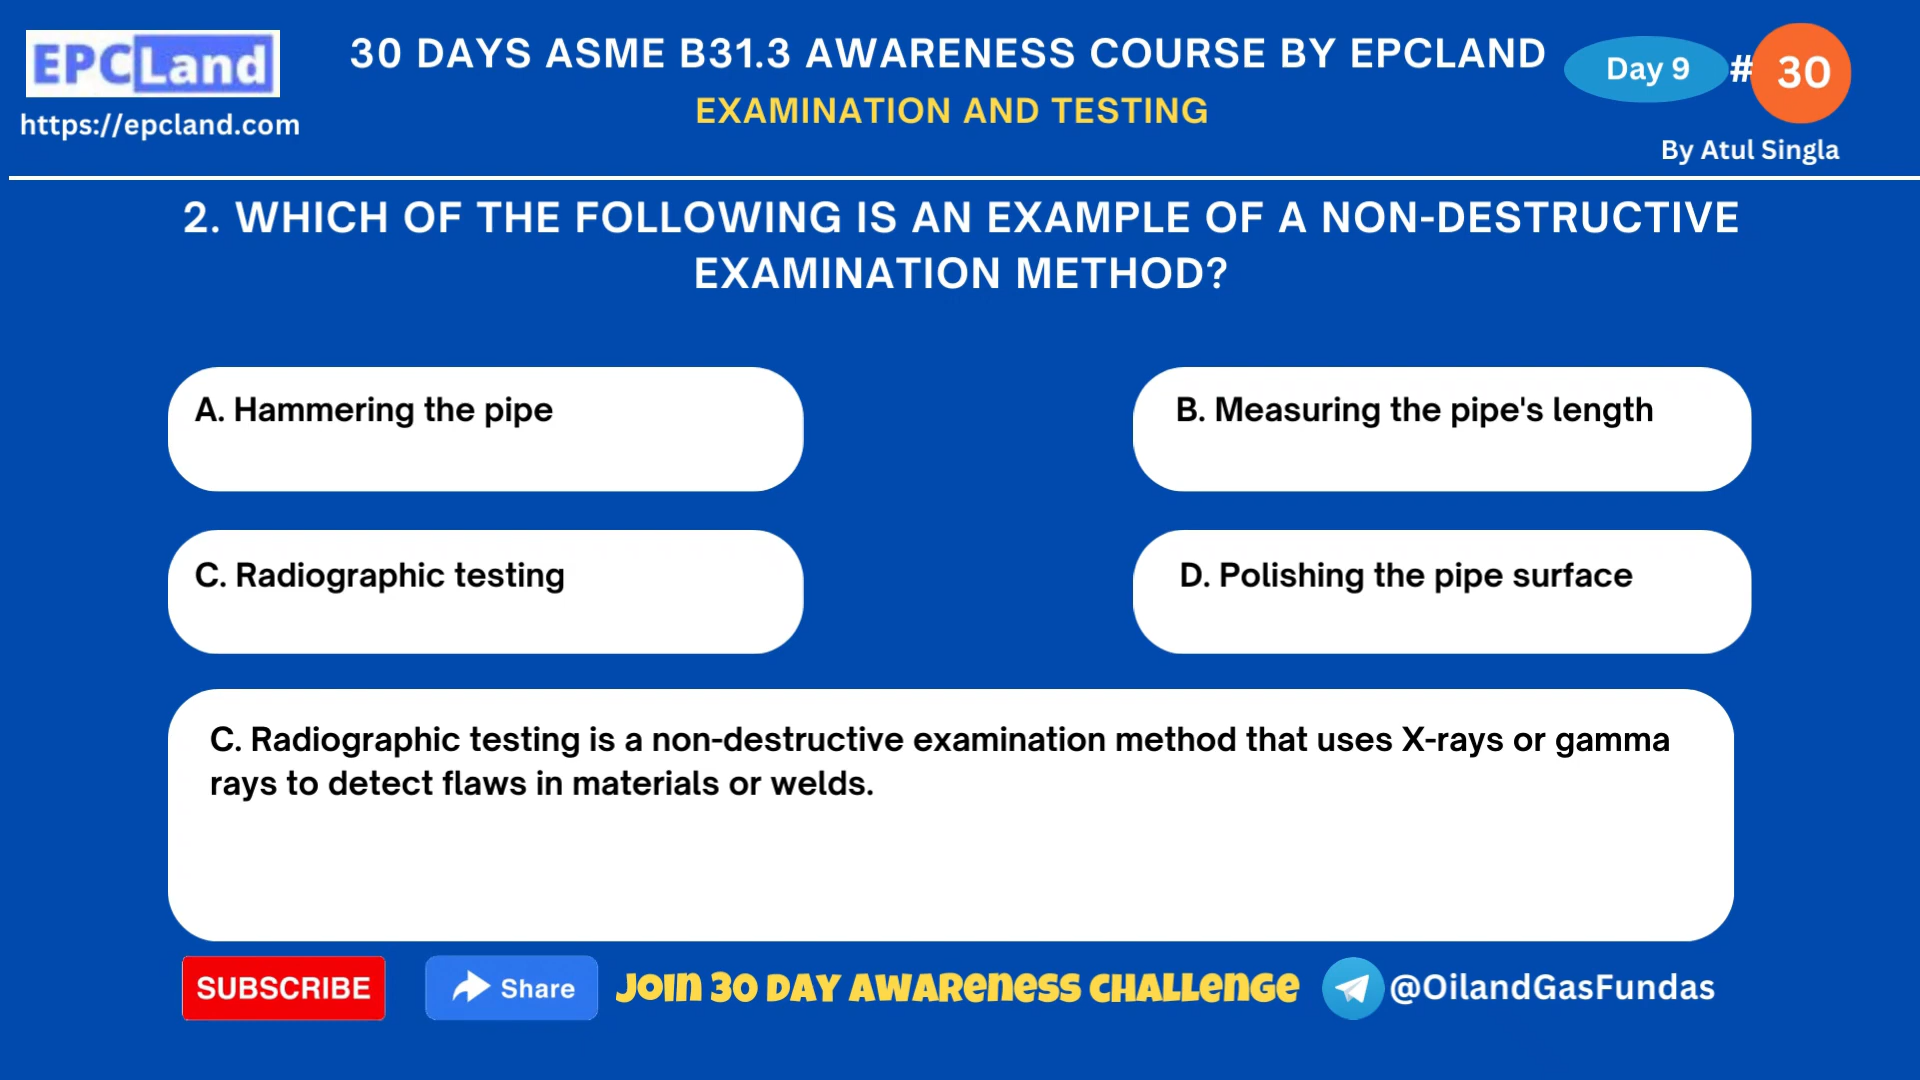 EPCLand
https://epcland.com
30 DAYS ASME B31.3 AWARENESS COURSE BY EPCLAND
EXAMINATION AND TESTING
Day 9 # 30
By Atul Singla
2. WHICH OF THE FOLLOWING IS AN EXAMPLE OF A NON-DESTRUCTIVE
EXAMINATION METHOD?
A. Hammering the pipe
B. Measuring the pipe's length
C. Radiographic testing
D. Polishing the pipe surface
C. Radiographic testing is a non-destructive examination method that uses X-rays or gamma
rays to detect flaws in materials or welds.
SUBSCRIBE
Share
Join 30 Day Awareness Challenge
@OilandGasFundas